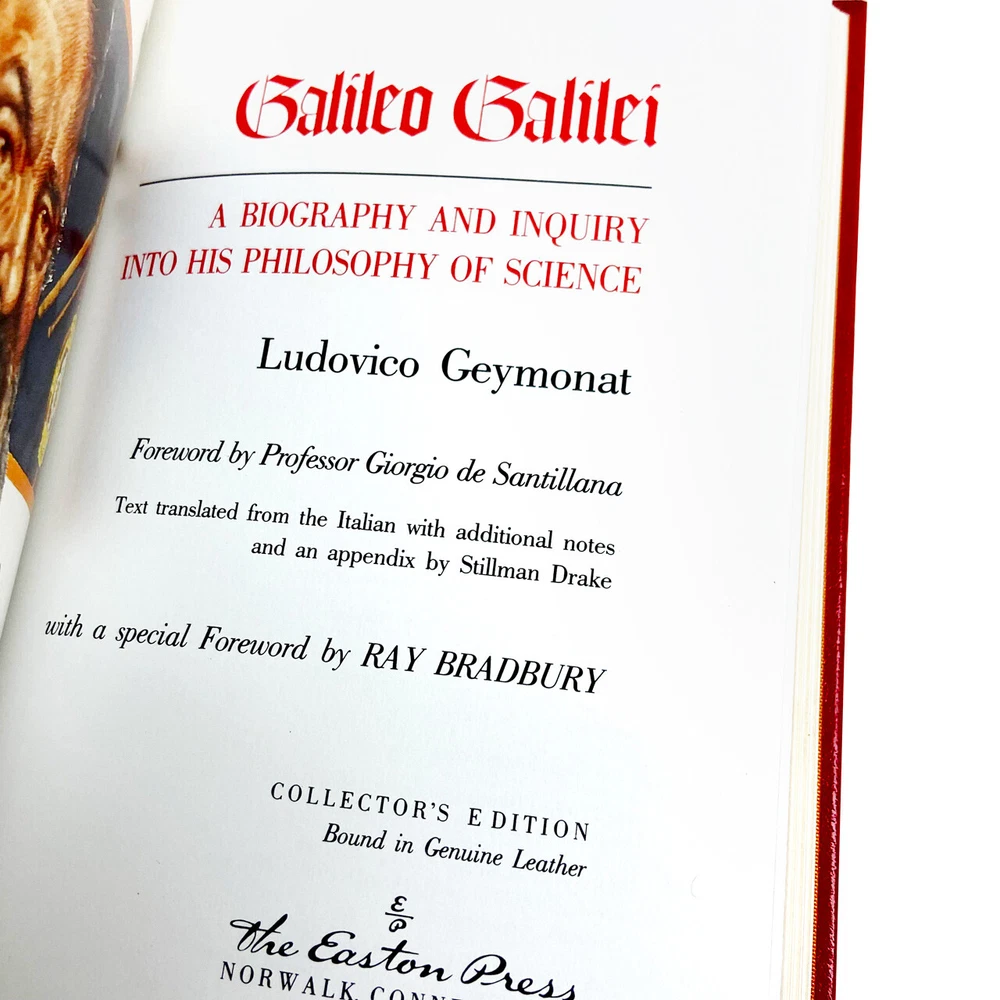 Galileo Galilei
A BIOGRAPHY AND INQUIRY
INTO HIS PHILOSOPHY OF SCIENCE
Ludovico Geymonat
Foreword by Professor Giorgio de Santillana
Text translated from the Italian with additional notes
and an appendix by Stillman Drake
with a special Foreword by RAY BRADBURY
COLLECTOR'S EDITION
Bound in Genuine Leather
E
P
The Easton Press
NORWALK,